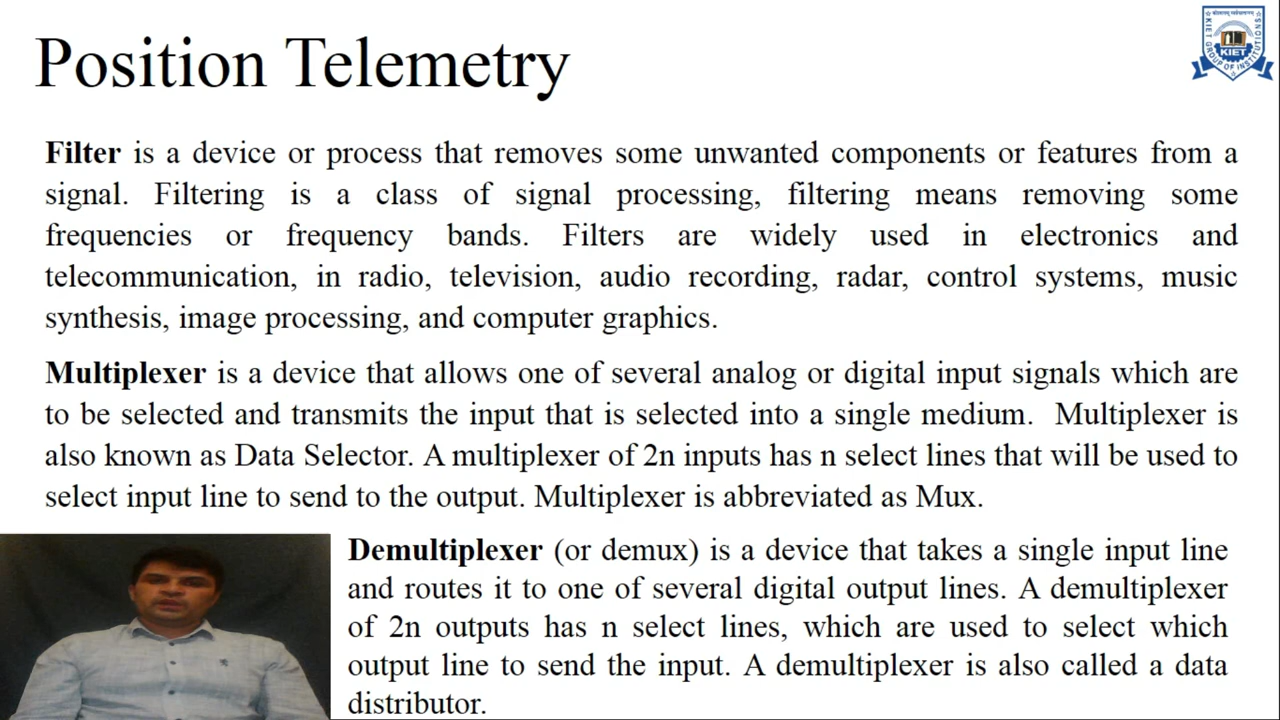 Position Telemetry
KIET GROUP OF INSTITUTIONS
KIET
Filter is a device or process that removes some unwanted components or features from a
signal. Filtering is a class of signal processing, filtering means removing some
frequencies or frequency bands. Filters are widely used in electronics and
telecommunication, in radio, television, audio recording, radar, control systems, music
synthesis, image processing, and computer graphics.
Multiplexer is a device that allows one of several analog or digital input signals which are
to be selected and transmits the input that is selected into a single medium. Multiplexer is
also known as Data Selector. A multiplexer of 2n inputs has n select lines that will be used to
select input line to send to the output. Multiplexer is abbreviated as Mux.
Demultiplexer (or demux) is a device that takes a single input line
and routes it to one of several digital output lines. A demultiplexer
of 2n outputs has n select lines, which are used to select which
output line to send the input. A demultiplexer is also called a data
distributor.